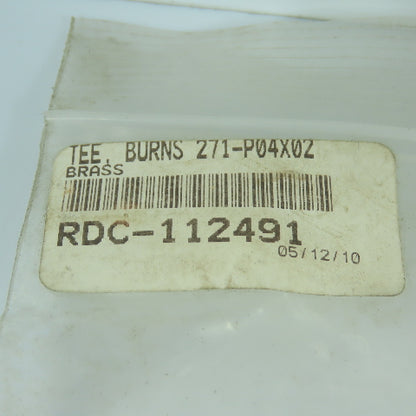 TEE, BURNS 271-P04X02
BRASS
RDC-112491
05/12/10